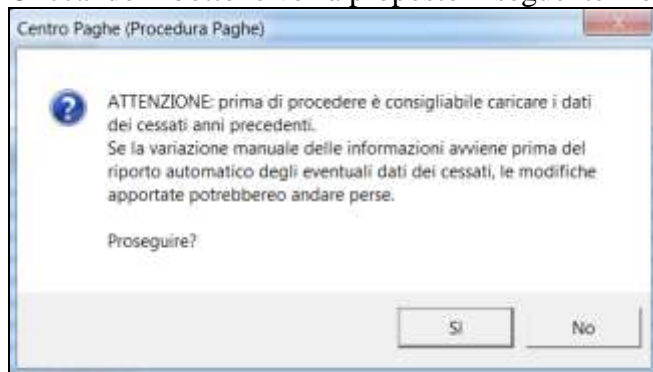 Centro Paghe (Procedura Paghe)
ATTENZIONE: prima di procedere è consigliabile caricare i dati
dei cessati anni precedenti.
Se la variazione manuale delle informazioni avviene prima del
riporto automatico degli eventuali dati dei cessati, le modifiche
apportate potrebbereo andare perse.
Proseguire?
Sì
No